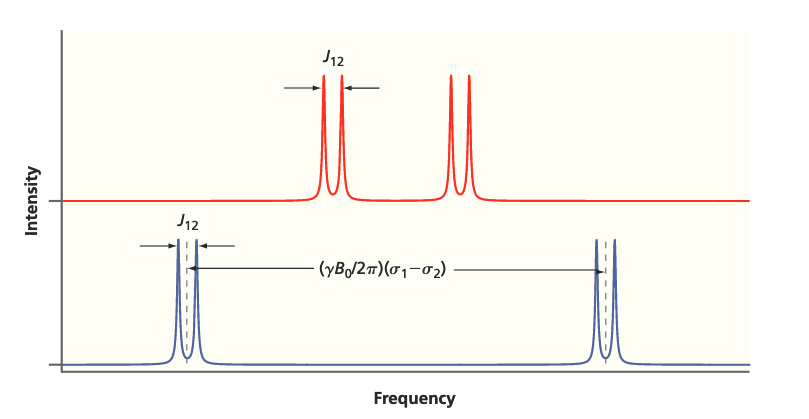 J₁₂
Intensity
J₁₂
(γB₀/2π)(σ₁−σ₂)
Frequency